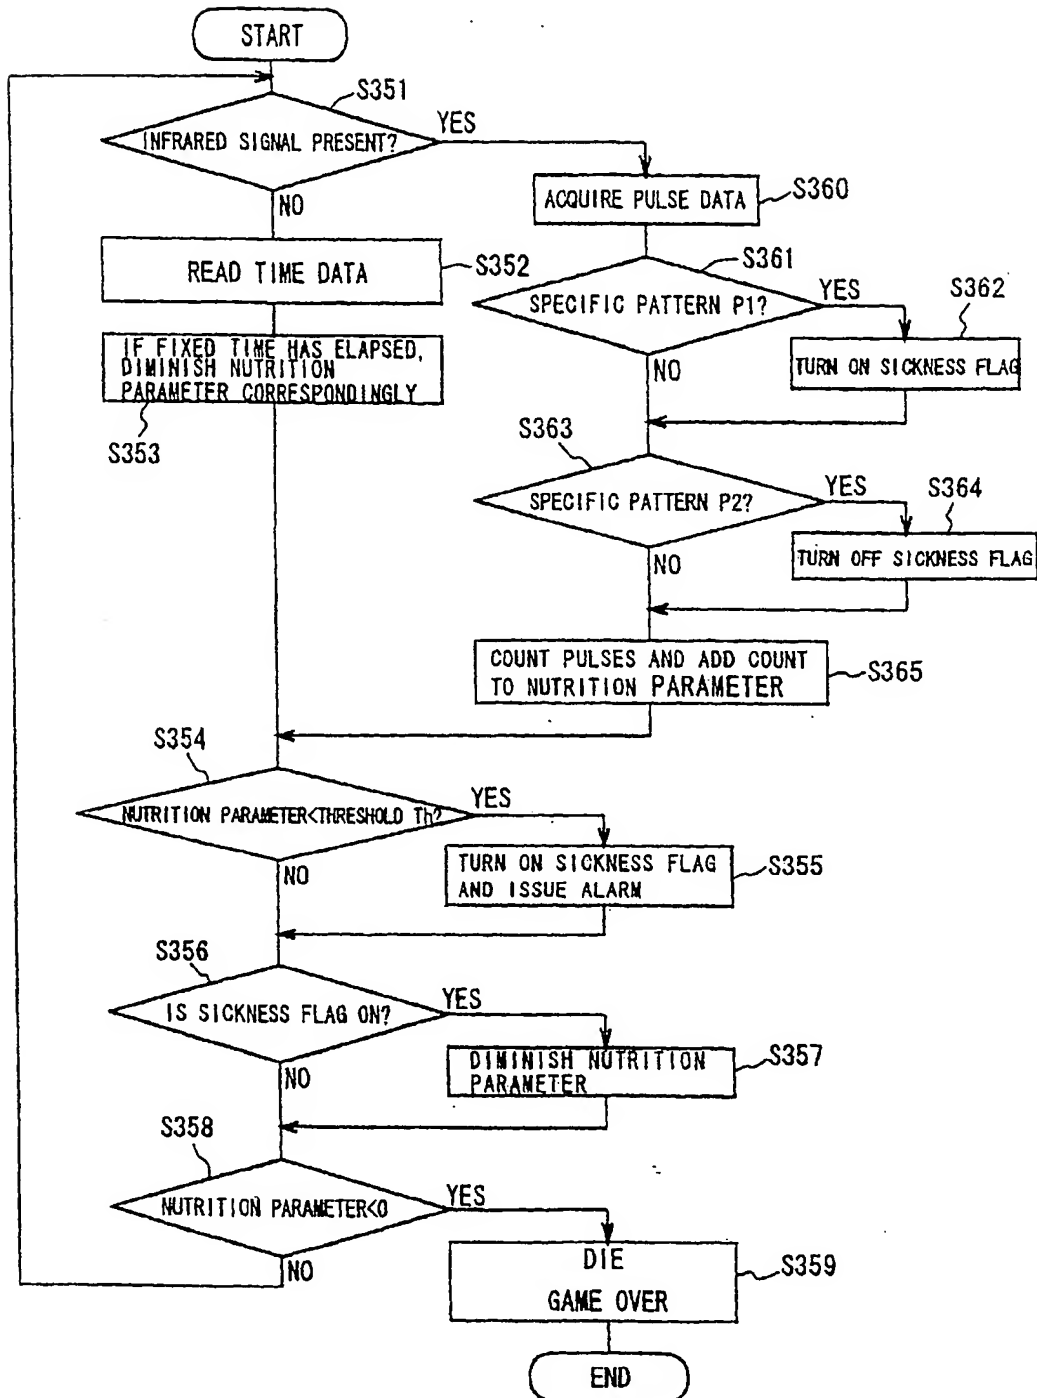 START
S351
INFRARED SIGNAL PRESENT?
YES
NO
ACQUIRE PULSE DATA
S360
READ TIME DATA
S352
S361
SPECIFIC PATTERN P1?
YES
S362
IF FIXED TIME HAS ELAPSED,
DIMINISH NUTRITION
PARAMETER CORRESPONDINGLY
S353
NO
TURN ON SICKNESS FLAG
S363
SPECIFIC PATTERN P2?
YES
S364
NO
TURN OFF SICKNESS FLAG
COUNT PULSES AND ADD COUNT
TO NUTRITION PARAMETER
S365
S354
NUTRITION PARAMETER<THRESHOLD Th?
YES
NO
TURN ON SICKNESS FLAG
AND ISSUE ALARM
S355
S356
IS SICKNESS FLAG ON?
YES
NO
DIMINISH NUTRITION
PARAMETER
S357
S358
NUTRITION PARAMETER<0
YES
NO
DIE
GAME OVER
S359
END